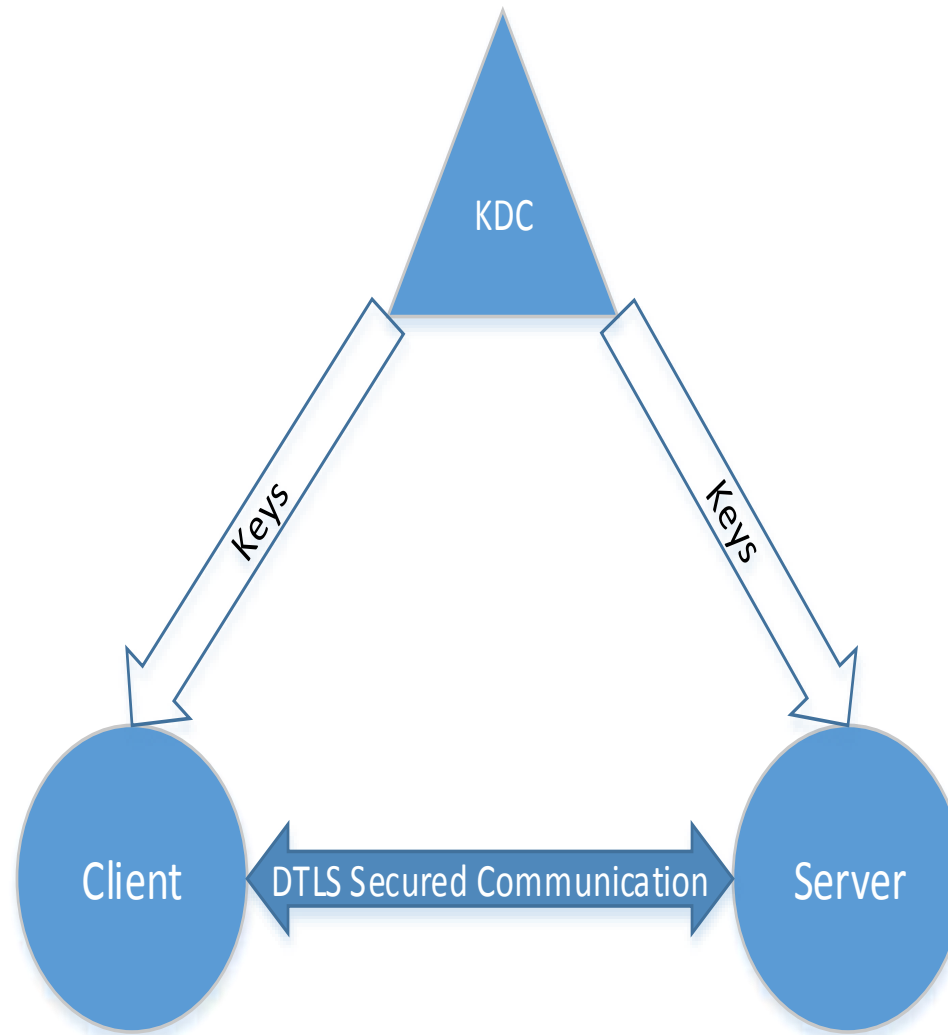 KDC
Keys
Keys
Client
DTLS Secured Communication
Server